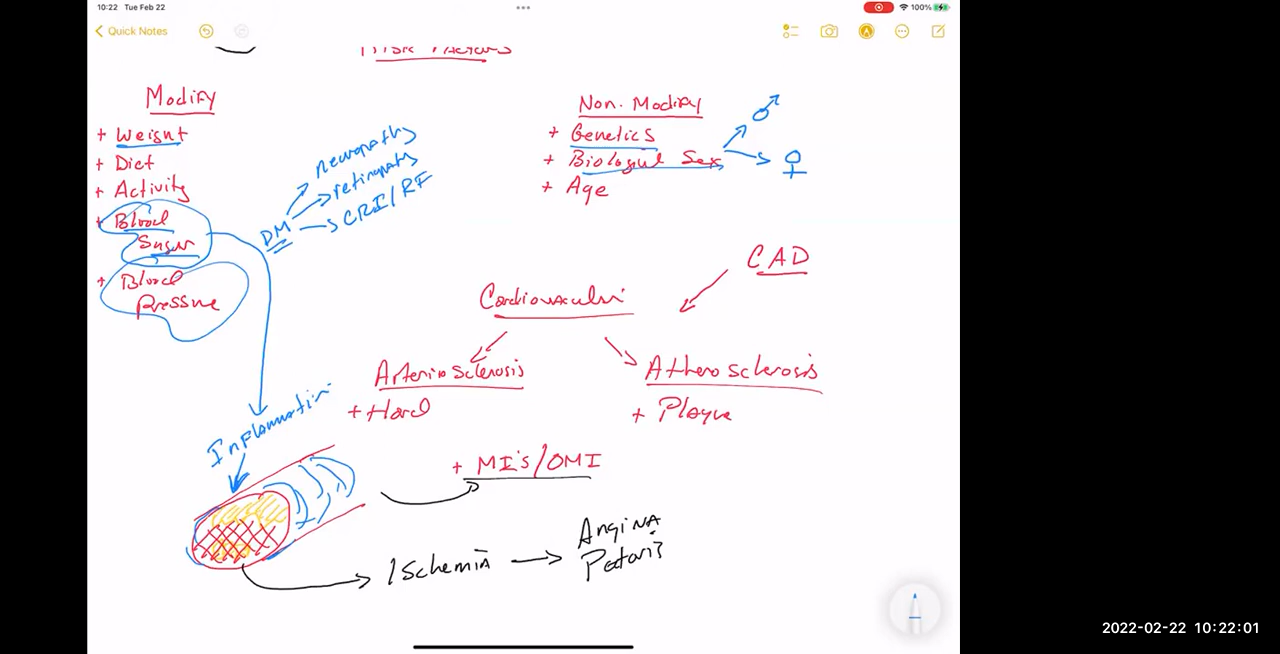 10:22 Tue Feb 22
100%
Quick Notes
Risk Factors
Modify
+ Weight
+ Diet
+ Activity
+ Blood
Sugar
+ Blood
Pressure
DM
neuropathy
retinopathy
CRI/RF
Non-Modify
+ Genetics
+ Biological Sex
♂
♀
+ Age
CAD
Cardiovascular
Arteriosclerosis
+ Hard
Atherosclerosis
+ Plaque
Inflammation
+ MI's/OMI
Ischemia
Angina
Pectoris
A
2022-02-22 10:22:01